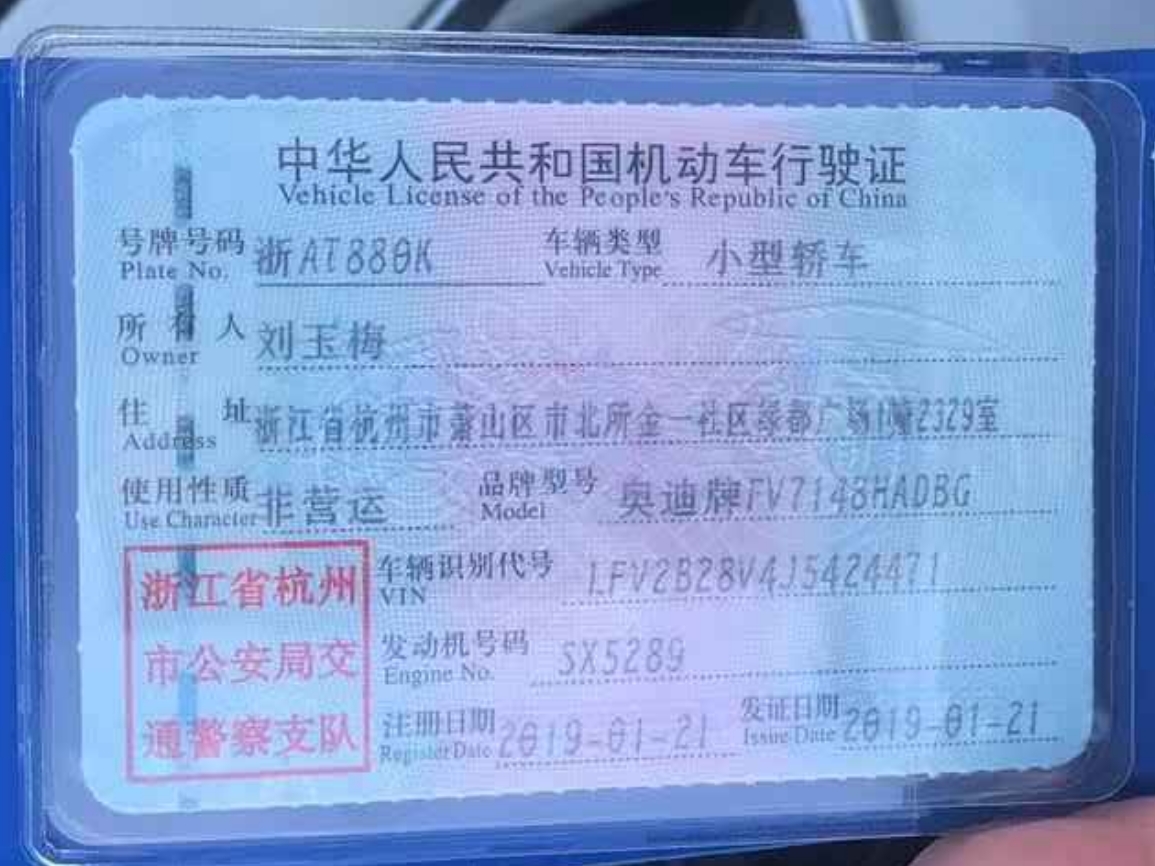 中华人民共和国机动车行驶证
Vehicle License of the People's Republic of China
号牌号码 浙AT880K 车辆类型 小型轿车
Plate No. Vehicle Type
所有人 刘玉梅
Owner
住址 浙江省杭州市萧山区市北所金一社区绿都广场1幢2329室
Address
使用性质 非营运 品牌型号 奥迪牌FV7148HADBG
Use Character Model
浙江省杭州
市公安局交
通警察支队
车辆识别代号 LFV2B28V4J5424471
VIN
发动机号码 SX5289
Engine No.
注册日期 2019-01-21 发证日期 2019-01-21
Register Date Issue Date